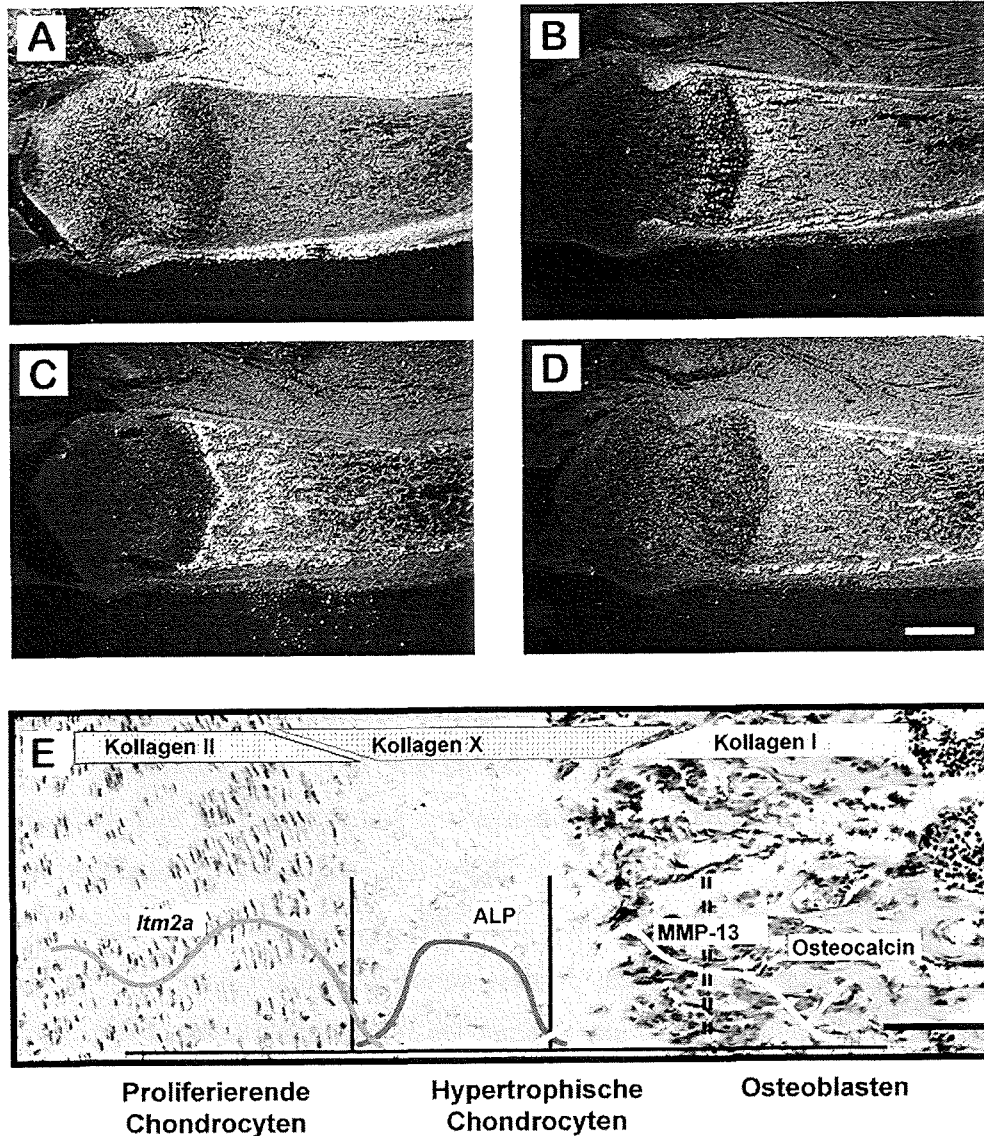 A
B
C
D
E
Kollagen II
Kollagen X
Kollagen I
Itm2a
ALP
MMP-13
Osteocalcin
Proliferierende
Chondrocyten
Hypertrophische
Chondrocyten
Osteoblasten